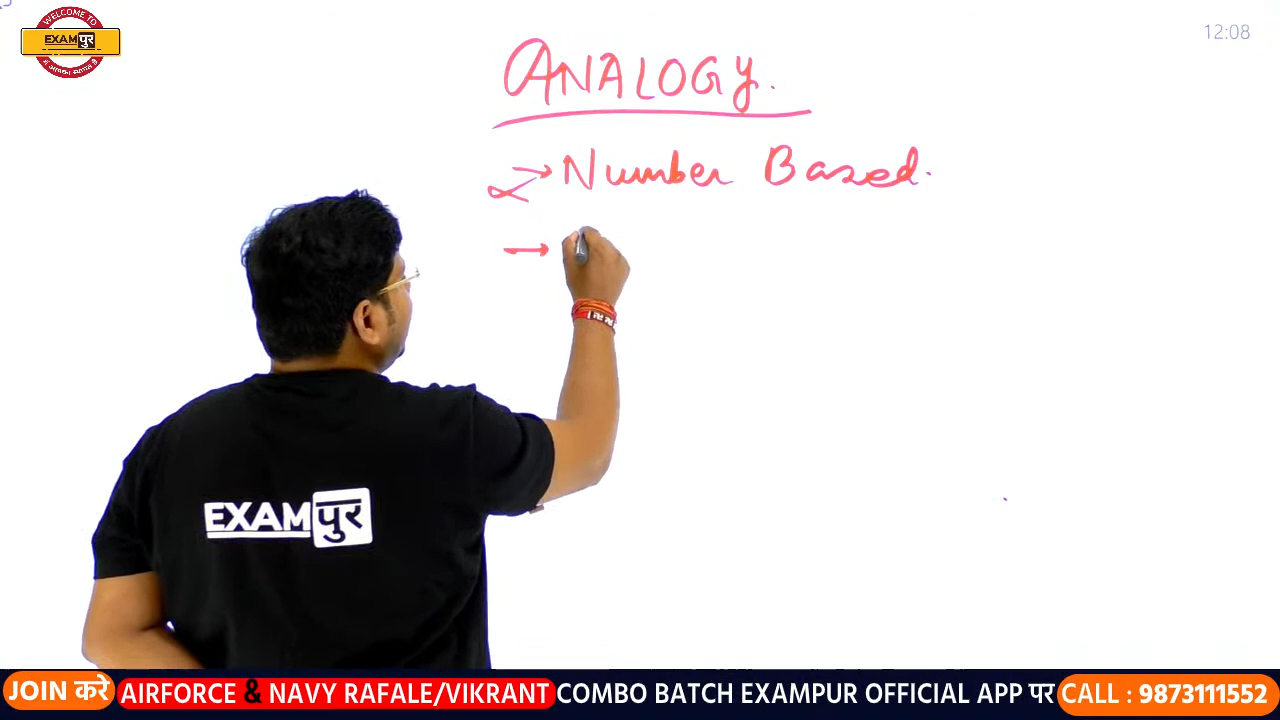 WELCOME TO
EXAMपुर
12:08
ANALOGY.
→ Number Based.
→
EXAMपुर
JOIN करे AIRFORCE & NAVY RAFALE/VIKRANT COMBO BATCH EXAMPUR OFFICIAL APP पर CALL : 9873111552